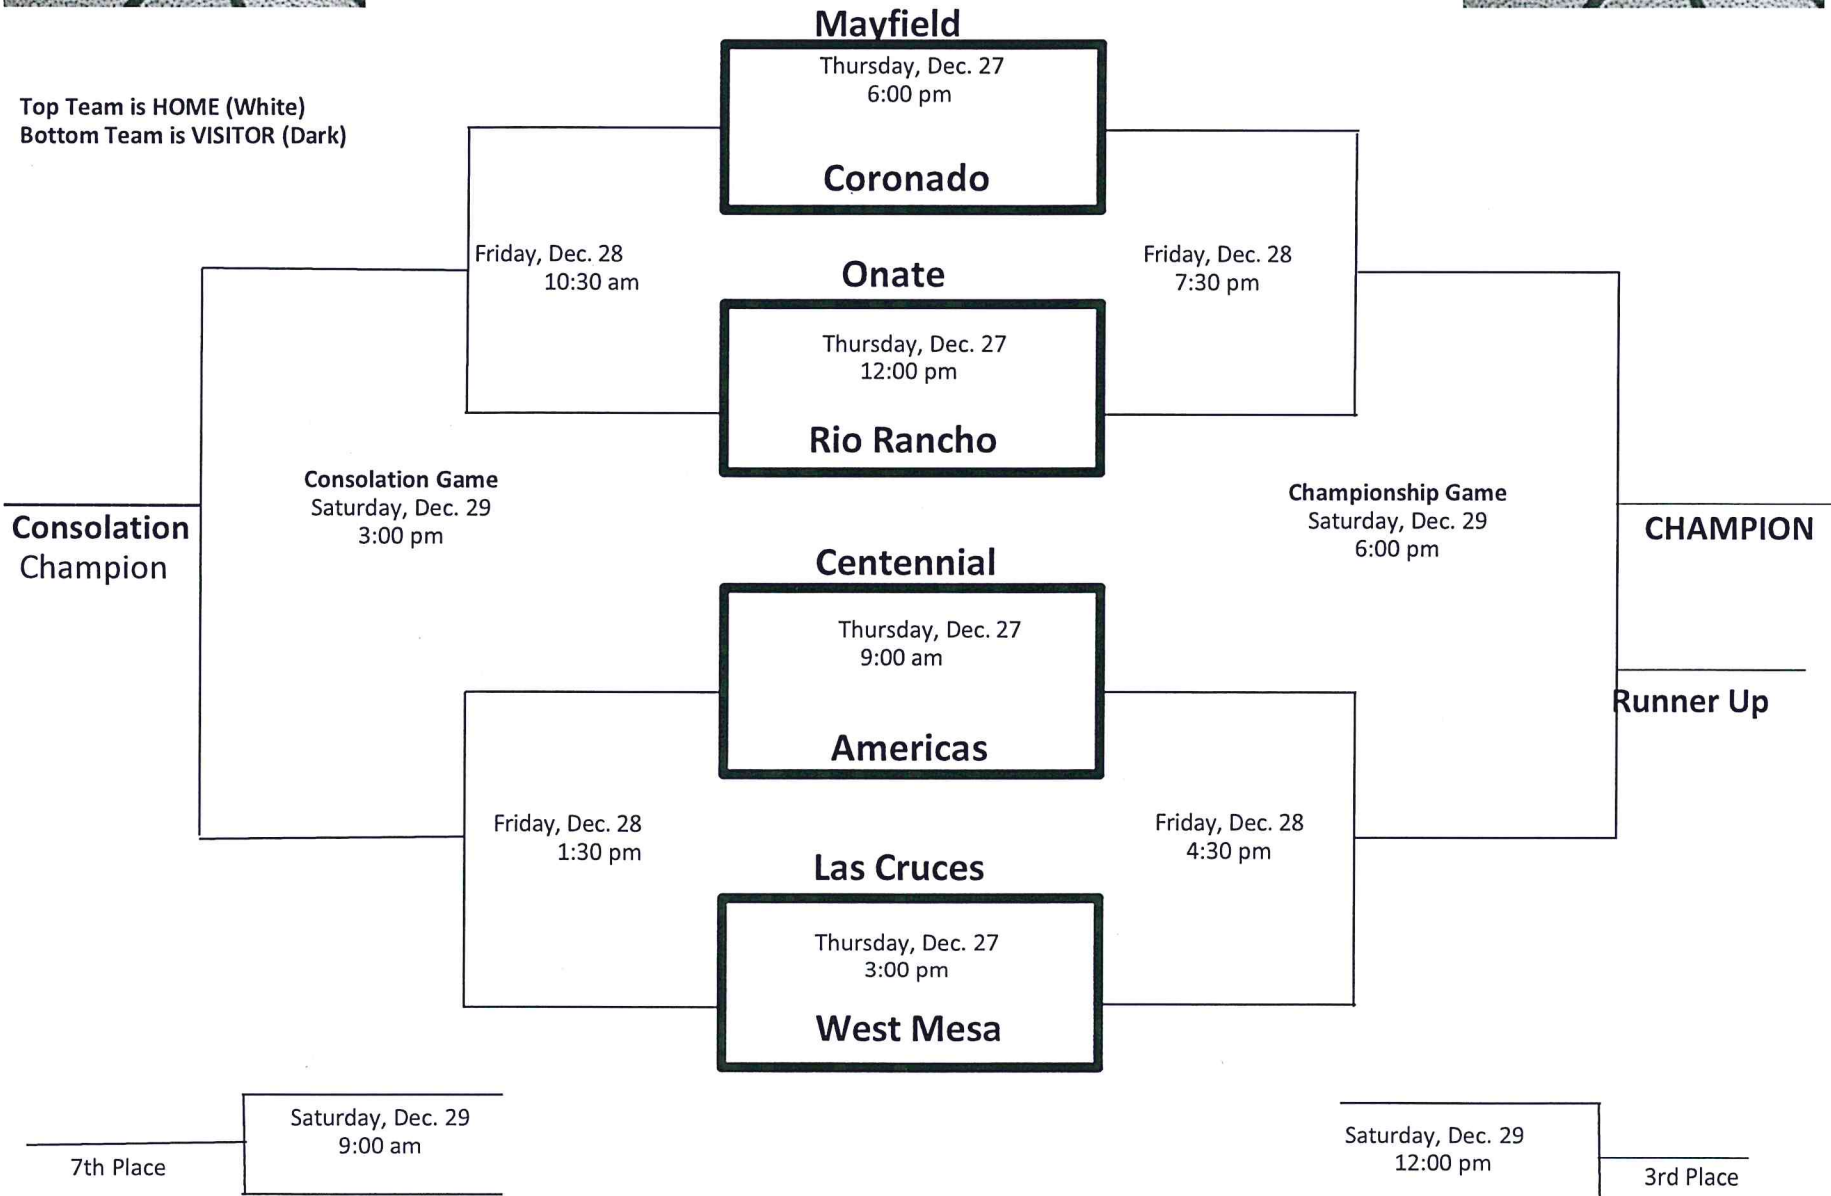 Mayfield
Thursday, Dec. 27
6:00 pm
Coronado
Top Team is HOME (White)
Bottom Team is VISITOR (Dark)
Friday, Dec. 28
10:30 am
Onate
Thursday, Dec. 27
12:00 pm
Rio Rancho
Friday, Dec. 28
7:30 pm
Consolation Game
Saturday, Dec. 29
3:00 pm
Consolation
Champion
Championship Game
Saturday, Dec. 29
6:00 pm
CHAMPION
Runner Up
Centennial
Thursday, Dec. 27
9:00 am
Americas
Friday, Dec. 28
1:30 pm
Las Cruces
Thursday, Dec. 27
3:00 pm
West Mesa
Friday, Dec. 28
4:30 pm
Saturday, Dec. 29
9:00 am
7th Place
Saturday, Dec. 29
12:00 pm
3rd Place